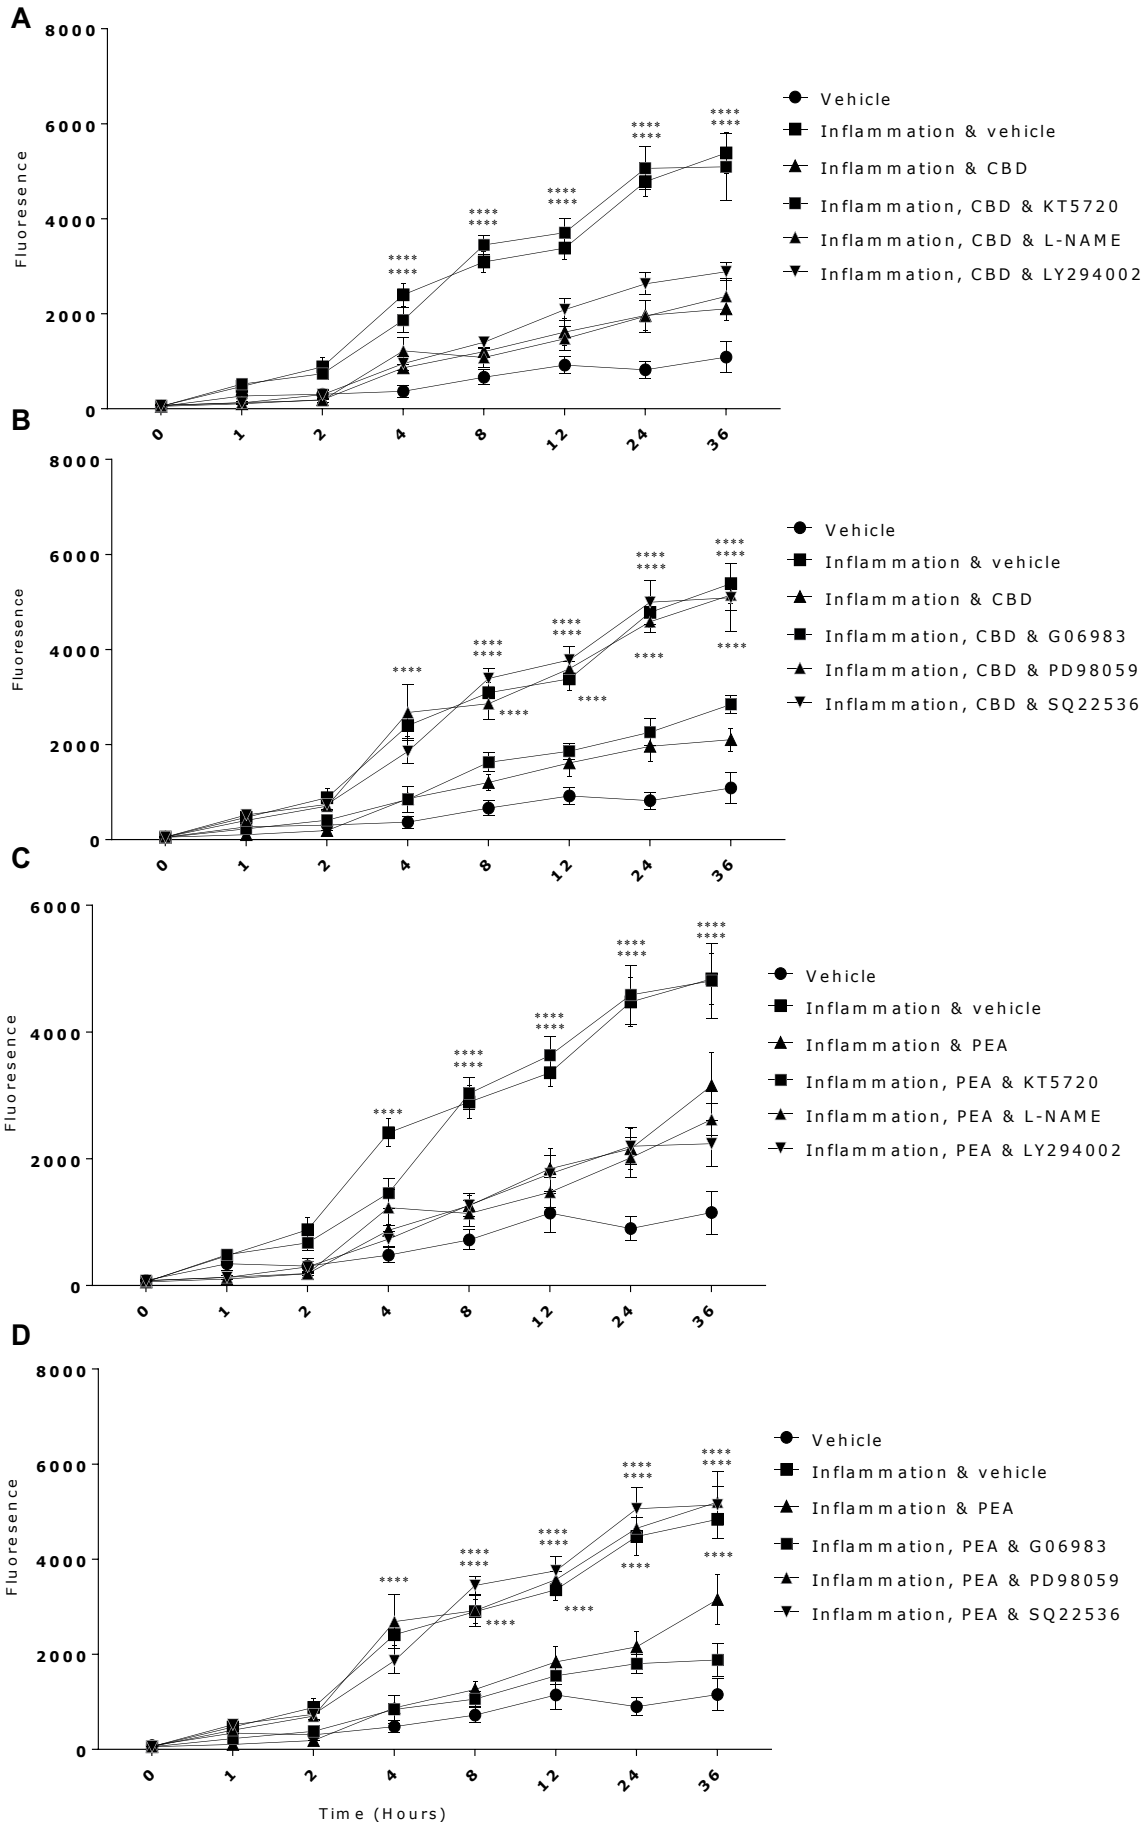 A
8000
6000
4000
2000
0
Fluoresence
****
****
****
****
****
****
****
****
****
****
0 1 2 4 8 12 24 36
Vehicle
Inflammation & vehicle
Inflammation & CBD
Inflammation, CBD & KT5720
Inflammation, CBD & L-NAME
Inflammation, CBD & LY294002
B
8000
6000
4000
2000
0
Fluoresence
****
****
****
****
****
****
****
****
****
****
****
****
****
0 1 2 4 8 12 24 36
Vehicle
Inflammation & vehicle
Inflammation & CBD
Inflammation, CBD & G06983
Inflammation, CBD & PD98059
Inflammation, CBD & SQ22536
C
6000
4000
2000
0
Fluoresence
****
****
****
****
****
****
****
****
****
0 1 2 4 8 12 24 36
Vehicle
Inflammation & vehicle
Inflammation & PEA
Inflammation, PEA & KT5720
Inflammation, PEA & L-NAME
Inflammation, PEA & LY294002
D
8000
6000
4000
2000
0
Fluoresence
****
****
****
****
****
****
****
****
****
****
****
****
****
0 1 2 4 8 12 24 36
Time (Hours)
Vehicle
Inflammation & vehicle
Inflammation & PEA
Inflammation, PEA & G06983
Inflammation, PEA & PD98059
Inflammation, PEA & SQ22536